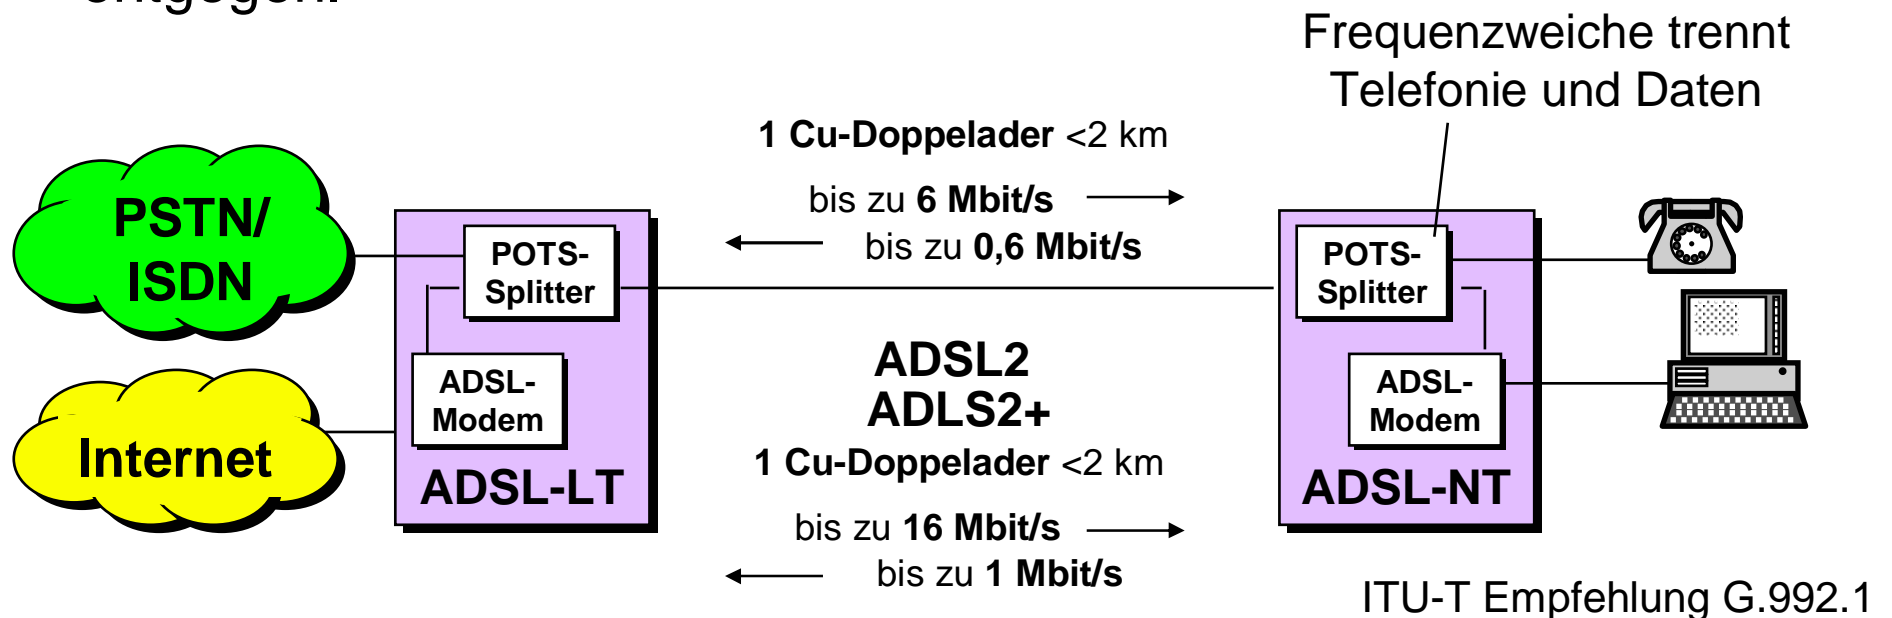 entgegen.
Frequenzweiche trennt
Telefonie und Daten
1 Cu-Doppelader <2 km
bis zu 6 Mbit/s
bis zu 0,6 Mbit/s
PSTN/
ISDN
POTS-
Splitter
ADSL-
Modem
ADSL-LT
Internet
POTS-
Splitter
ADSL-
Modem
ADSL-NT
ADSL2
ADLS2+
1 Cu-Doppelader <2 km
bis zu 16 Mbit/s
bis zu 1 Mbit/s
ITU-T Empfehlung G.992.1